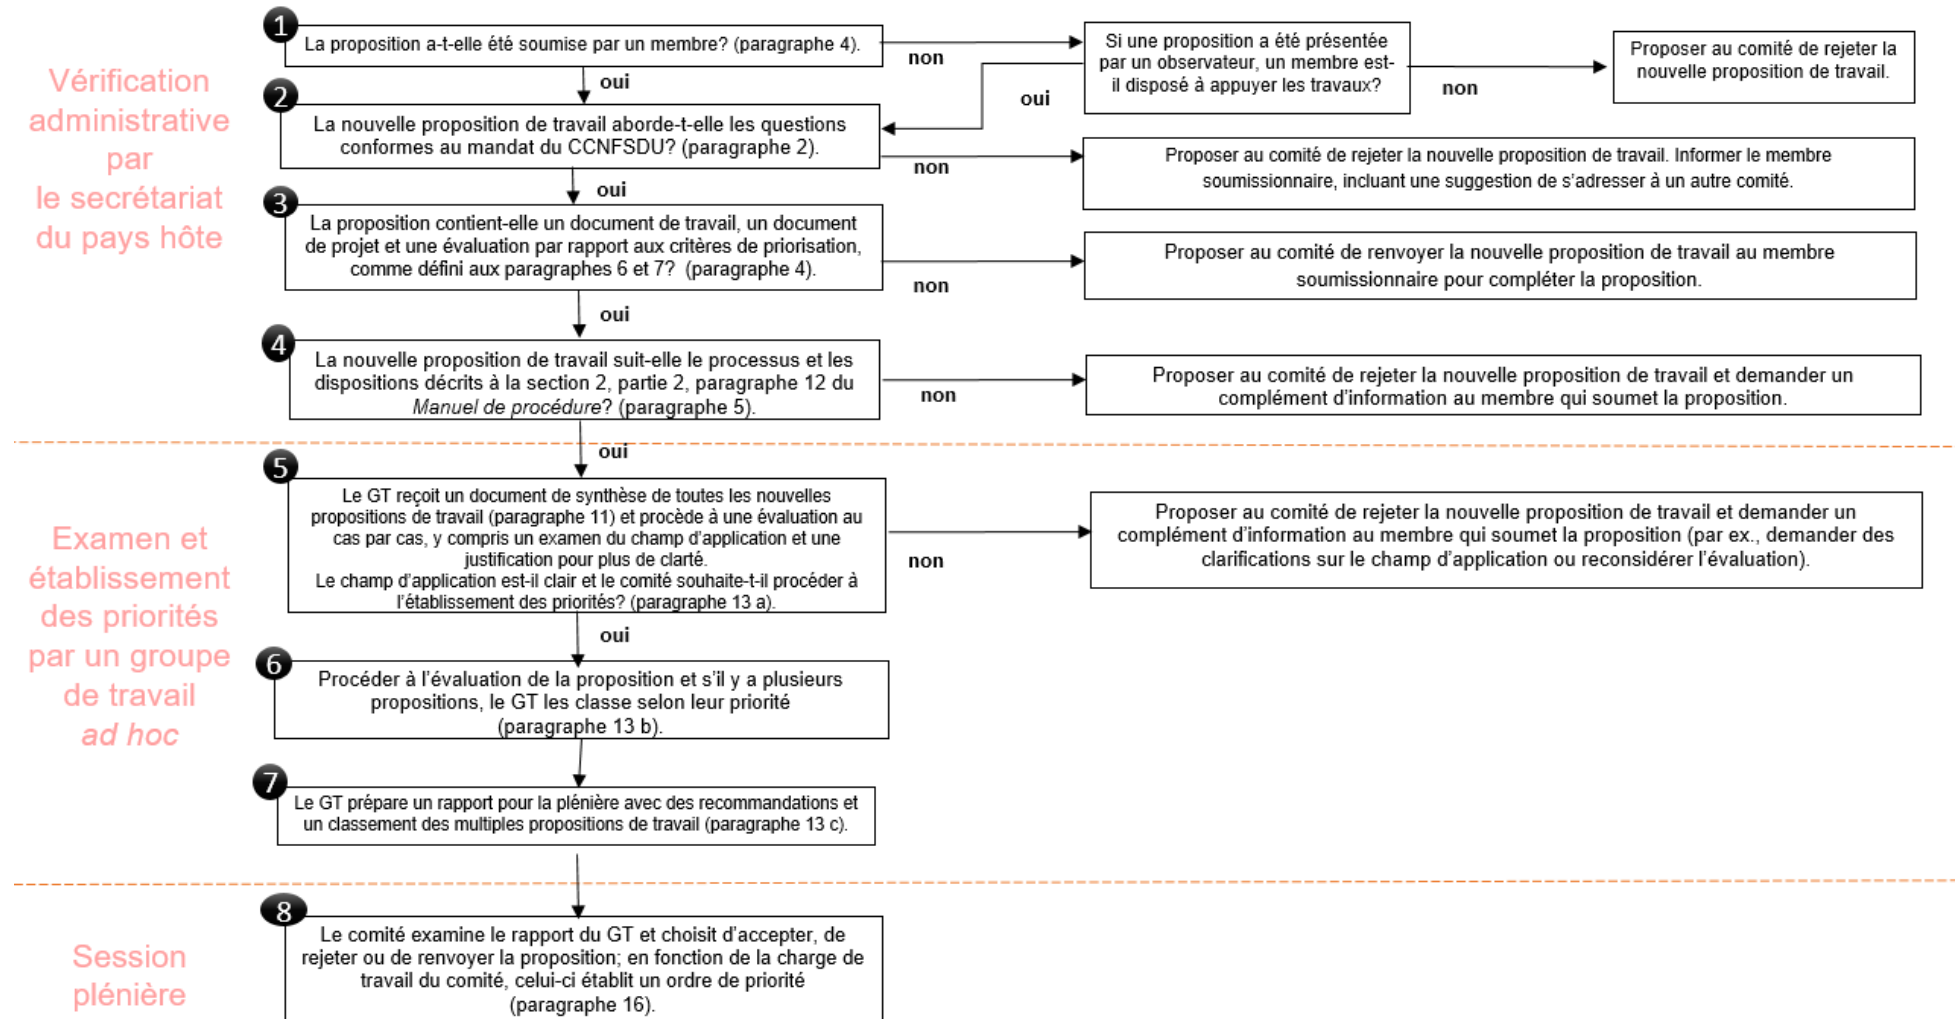 Vérification
administrative
par
le secrétariat
du pays hôte
1
La proposition a-t-elle été soumise par un membre? (paragraphe 4).
non
Si une proposition a été présentée
par un observateur, un membre est-
il disposé à appuyer les travaux?
non
Proposer au comité de rejeter la
nouvelle proposition de travail.
oui
oui
2
La nouvelle proposition de travail aborde-t-elle les questions
conformes au mandat du CCNFSDU? (paragraphe 2).
non
Proposer au comité de rejeter la nouvelle proposition de travail. Informer le membre
soumissionnaire, incluant une suggestion de s’adresser à un autre comité.
oui
3
La proposition contient-elle un document de travail, un document
de projet et une évaluation par rapport aux critères de priorisation,
comme défini aux paragraphes 6 et 7? (paragraphe 4).
non
Proposer au comité de renvoyer la nouvelle proposition de travail au membre
soumissionnaire pour compléter la proposition.
oui
4
La nouvelle proposition de travail suit-elle le processus et les
dispositions décrits à la section 2, partie 2, paragraphe 12 du
Manuel de procédure? (paragraphe 5).
non
Proposer au comité de rejeter la nouvelle proposition de travail et demander un
complément d’information au membre qui soumet la proposition.
oui
Examen et
établissement
des priorités
par un groupe
de travail
ad hoc
5
Le GT reçoit un document de synthèse de toutes les nouvelles
propositions de travail (paragraphe 11) et procède à une évaluation au
cas par cas, y compris un examen du champ d’application et une
justification pour plus de clarté.
Le champ d’application est-il clair et le comité souhaite-t-il procéder à
l’établissement des priorités? (paragraphe 13 a).
non
Proposer au comité de rejeter la nouvelle proposition de travail et demander un
complément d’information au membre qui soumet la proposition (par ex., demander des
clarifications sur le champ d’application ou reconsidérer l’évaluation).
oui
6
Procéder à l’évaluation de la proposition et s’il y a plusieurs
propositions, le GT les classe selon leur priorité
(paragraphe 13 b).
7
Le GT prépare un rapport pour la plénière avec des recommandations et
un classement des multiples propositions de travail (paragraphe 13 c).
Session
plénière
8
Le comité examine le rapport du GT et choisit d’accepter, de
rejeter ou de renvoyer la proposition; en fonction de la charge de
travail du comité, celui-ci établit un ordre de priorité
(paragraphe 16).